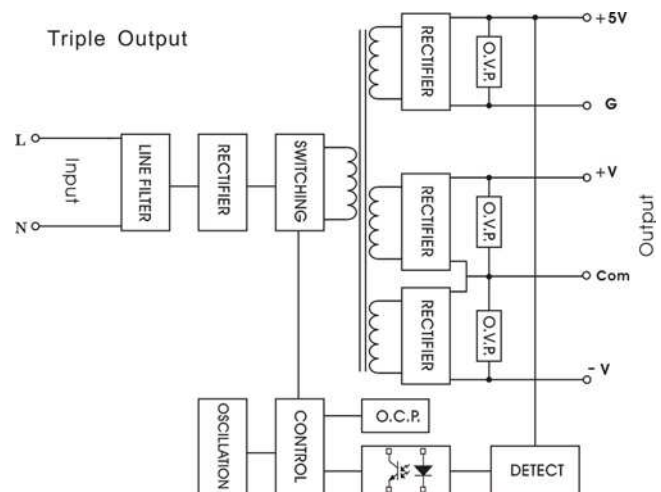 Triple Output
+5V
RECTIFIER
O.V.P.
G
L
Input
N
LINE FILTER
RECTIFIER
SWITCHING
+V
RECTIFIER
O.V.P.
Output
Com
RECTIFIER
O.V.P.
- V
OSCILLATION
CONTROL
O.C.P.
DETECT